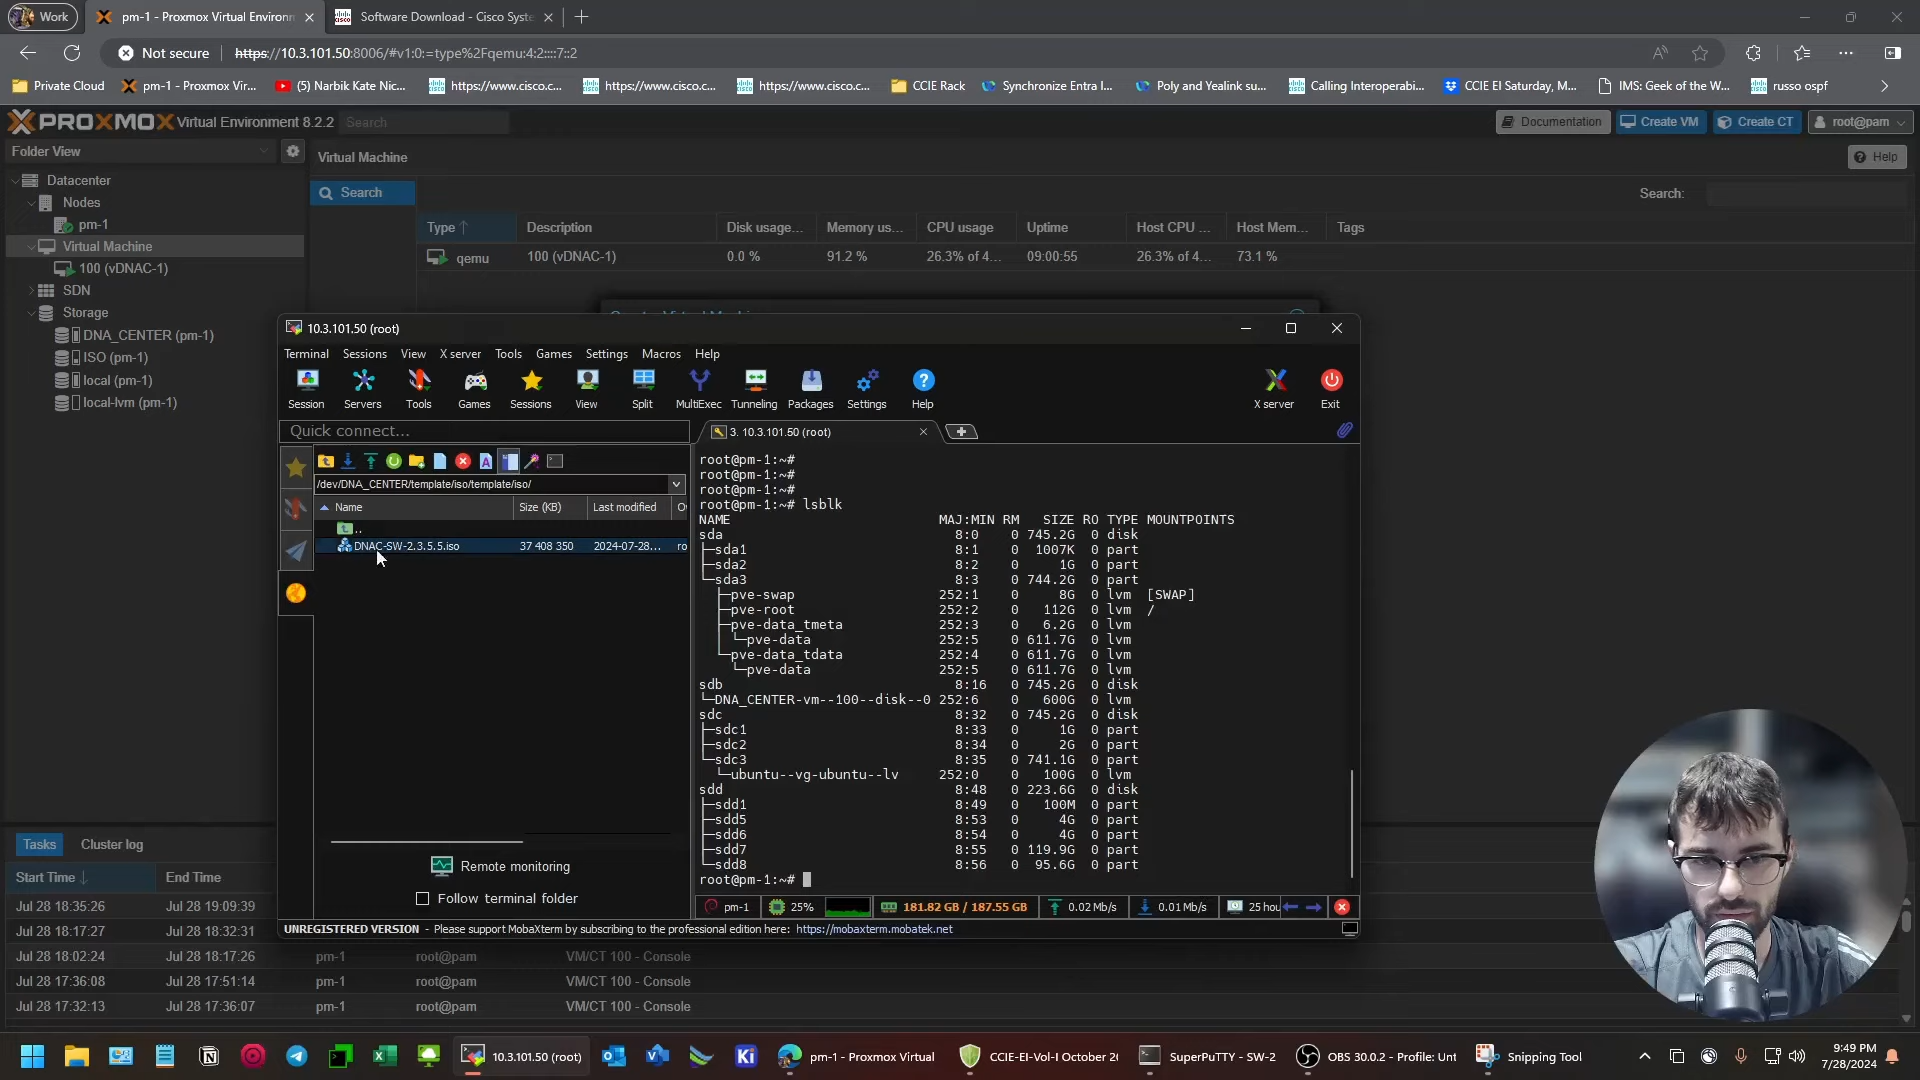 Work
pm-1 - Proxmox Virtual Environm
Software Download - Cisco Syste
Not secure
https://10.3.101.50:8006/#v1:0:=type%2Fqemu:4:2::::7::2
Private Cloud
pm-1 - Proxmox Vir...
(5) Narbik Kate Nic...
https://www.cisco.c...
https://www.cisco.c...
https://www.cisco.c...
CCIE Rack
Synchronize Entra I...
Poly and Yealink su...
Calling Interoperabi...
CCIE EI Saturday, M...
IMS: Geek of the W...
russo ospf
PROXMOX Virtual Environment 8.2.2
Search
Documentation
Create VM
Create CT
root@pam
Folder View
Virtual Machine
Help
Datacenter
Nodes
pm-1
Virtual Machine
100 (vDNAC-1)
SDN
Storage
DNA_CENTER (pm-1)
ISO (pm-1)
local (pm-1)
local-lvm (pm-1)
Search
Search:
Type
Description
Disk usage...
Memory us...
CPU usage
Uptime
Host CPU ...
Host Mem...
Tags
qemu
100 (vDNAC-1)
0.0 %
91.2 %
26.3% of 4...
09:00:55
26.3% of 4...
73.1 %
10.3.101.50 (root)
Terminal Sessions View X server Tools Games Settings Macros Help
Session
Servers
Tools
Games
Sessions
View
Split
MultiExec
Tunneling
Packages
Settings
Help
X server
Exit
Quick connect...
3. 10.3.101.50 (root)
/dev/DNA_CENTER/template/iso/template/iso/
Name
Size (KB)
Last modified
Ov
..
DNAC-SW-2.3.5.5.iso
37 408 350
2024-07-28...
ro
Remote monitoring
Follow terminal folder
root@pm-1:~#
root@pm-1:~#
root@pm-1:~#
root@pm-1:~# lsblk
NAME MAJ:MIN RM SIZE RO TYPE MOUNTPOINTS
sda 8:0 0 745.2G 0 disk
├─sda1 8:1 0 1007K 0 part
├─sda2 8:2 0 1G 0 part
└─sda3 8:3 0 744.2G 0 part
├─pve-swap 252:1 0 8G 0 lvm [SWAP]
├─pve-root 252:2 0 112G 0 lvm /
├─pve-data_tmeta 252:3 0 6.2G 0 lvm
│ └─pve-data 252:5 0 611.7G 0 lvm
└─pve-data_tdata 252:4 0 611.7G 0 lvm
└─pve-data 252:5 0 611.7G 0 lvm
sdb 8:16 0 745.2G 0 disk
└─DNA_CENTER-vm--100--disk--0 252:6 0 600G 0 lvm
sdc 8:32 0 745.2G 0 disk
├─sdc1 8:33 0 1G 0 part
├─sdc2 8:34 0 2G 0 part
└─sdc3 8:35 0 741.1G 0 part
└─ubuntu--vg-ubuntu--lv 252:0 0 100G 0 lvm
sdd 8:48 0 223.6G 0 disk
├─sdd1 8:49 0 100M 0 part
├─sdd5 8:53 0 4G 0 part
├─sdd6 8:54 0 4G 0 part
├─sdd7 8:55 0 119.9G 0 part
└─sdd8 8:56 0 95.6G 0 part
root@pm-1:~#
pm-1
25%
181.82 GB / 187.55 GB
0.02 Mb/s
0.01 Mb/s
25 hou
UNREGISTERED VERSION - Please support MobaXterm by subscribing to the professional edition here: https://mobaxterm.mobatek.net
Tasks
Cluster log
Start Time
End Time
Jul 28 18:35:26 Jul 28 19:09:39
Jul 28 18:17:27 Jul 28 18:32:31
Jul 28 18:02:24 Jul 28 18:17:26 pm-1 root@pam VM/CT 100 - Console
Jul 28 17:36:08 Jul 28 17:51:14 pm-1 root@pam VM/CT 100 - Console
Jul 28 17:32:13 Jul 28 17:36:07 pm-1 root@pam VM/CT 100 - Console
10.3.101.50 (root)
Ki
pm-1 - Proxmox Virtual
CCIE-EI-Vol-I October 20
SuperPuTTY - SW-2
OBS 30.0.2 - Profile: Unt
Snipping Tool
9:49 PM
7/28/2024